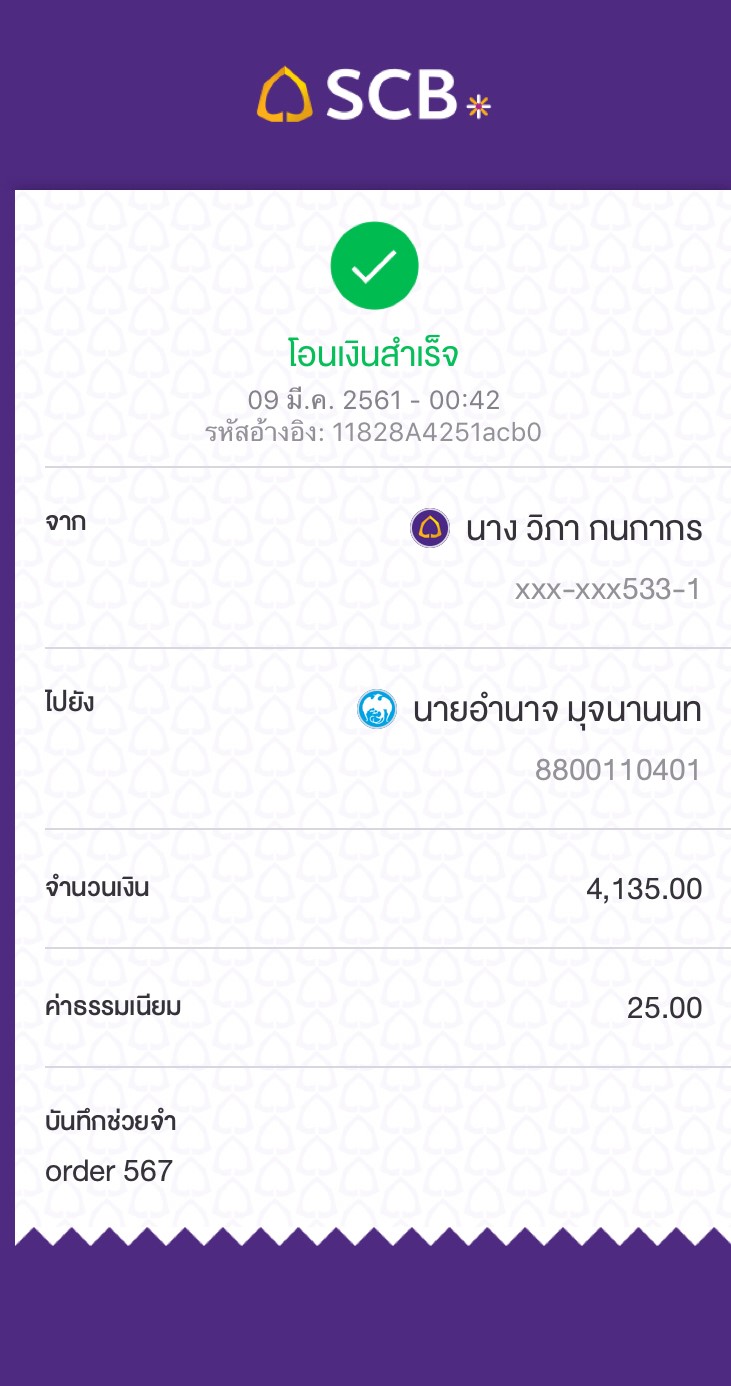 SCB
โอนเงินสำเร็จ
09 มี.ค. 2561 - 00:42
รหัสอ้างอิง: 11828A4251acb0
จาก
นาง วิภา กนกากร
xxx-xxx533-1
ไปยัง
นายอำนาจ มุจนานนท
8800110401
จำนวนเงิน
4,135.00
ค่าธรรมเนียม
25.00
บันทึกช่วยจำ
order 567